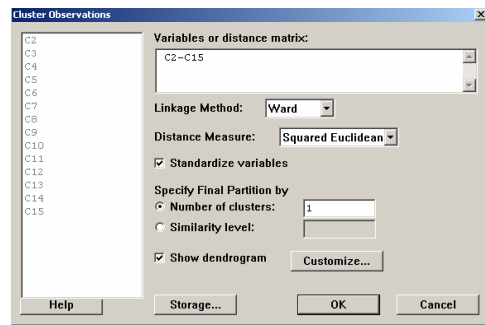 Cluster Observations
C2
C3
C4
C5
C6
C7
C8
C9
C10
C11
C12
C13
C14
C15
Variables or distance matrix:
C2-C15
Linkage Method: Ward
Distance Measure: Squared Euclidean
Standardize variables
Specify Final Partition by
Number of clusters: 1
Similarity level:
Show dendrogram
Customize...
Help
Storage...
OK
Cancel